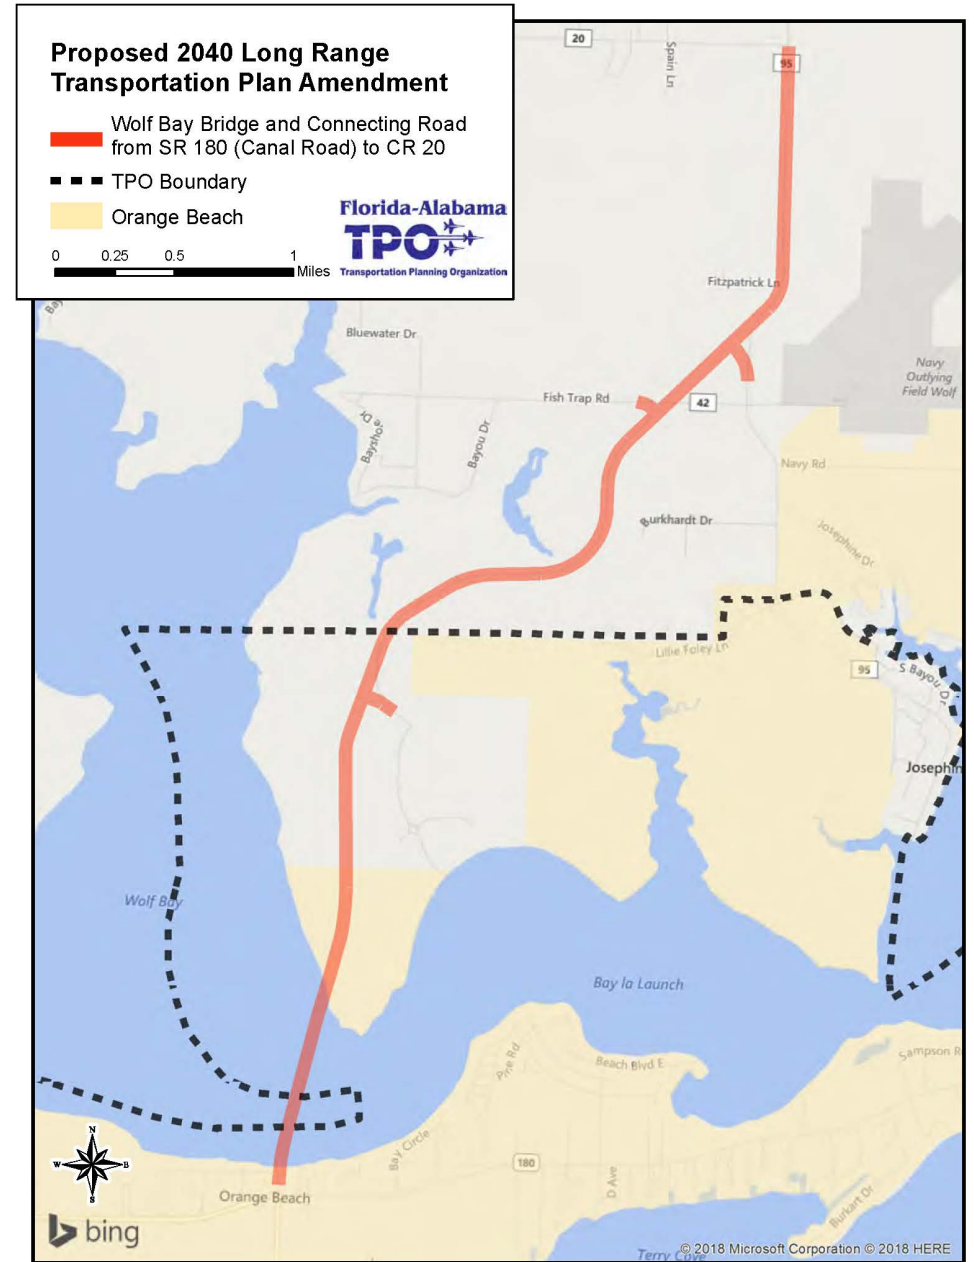 Proposed 2040 Long Range
Transportation Plan Amendment
Wolf Bay Bridge and Connecting Road
from SR 180 (Canal Road) to CR 20
TPO Boundary
Orange Beach
0 0.25 0.5 1
Miles
Florida-Alabama
TPO
Transportation Planning Organization
20
Spain Ln
95
Fitzpatrick Ln
Bay
Bluewater Dr
Navy
Outlying
Field Wolf
Fish Trap Rd
42
Bayshore Dr
Bayou Dr
Navy Rd
Burkhardt Dr
Josephine Dr
Lillie Foley Ln
95
S Bayou Dr
Josephin
Wolf Bay
Bay la Launch
Pine Rd
Beach Blvd E
Sampson R
N
W
S
Bay Circle
180
D Ave
Orange Beach
Burkart Dr
bing
Terry Cove
© 2018 Microsoft Corporation © 2018 HERE